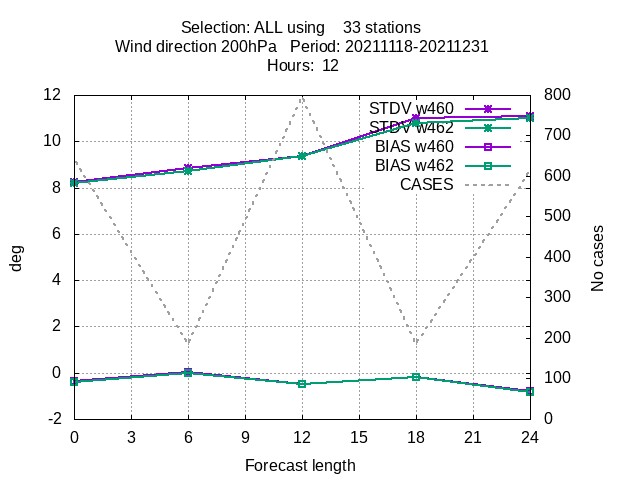 Selection: ALL using    33 stations
Wind direction 200hPa   Period: 20211118-20211231
Hours:  12
12
10
8
6
4
2
0
-2
deg
800
700
600
500
400
300
200
100
0
No cases
STDV w460
STDV w462
BIAS w460
BIAS w462
CASES
0 3 6 9 12 15 18 21 24
Forecast length